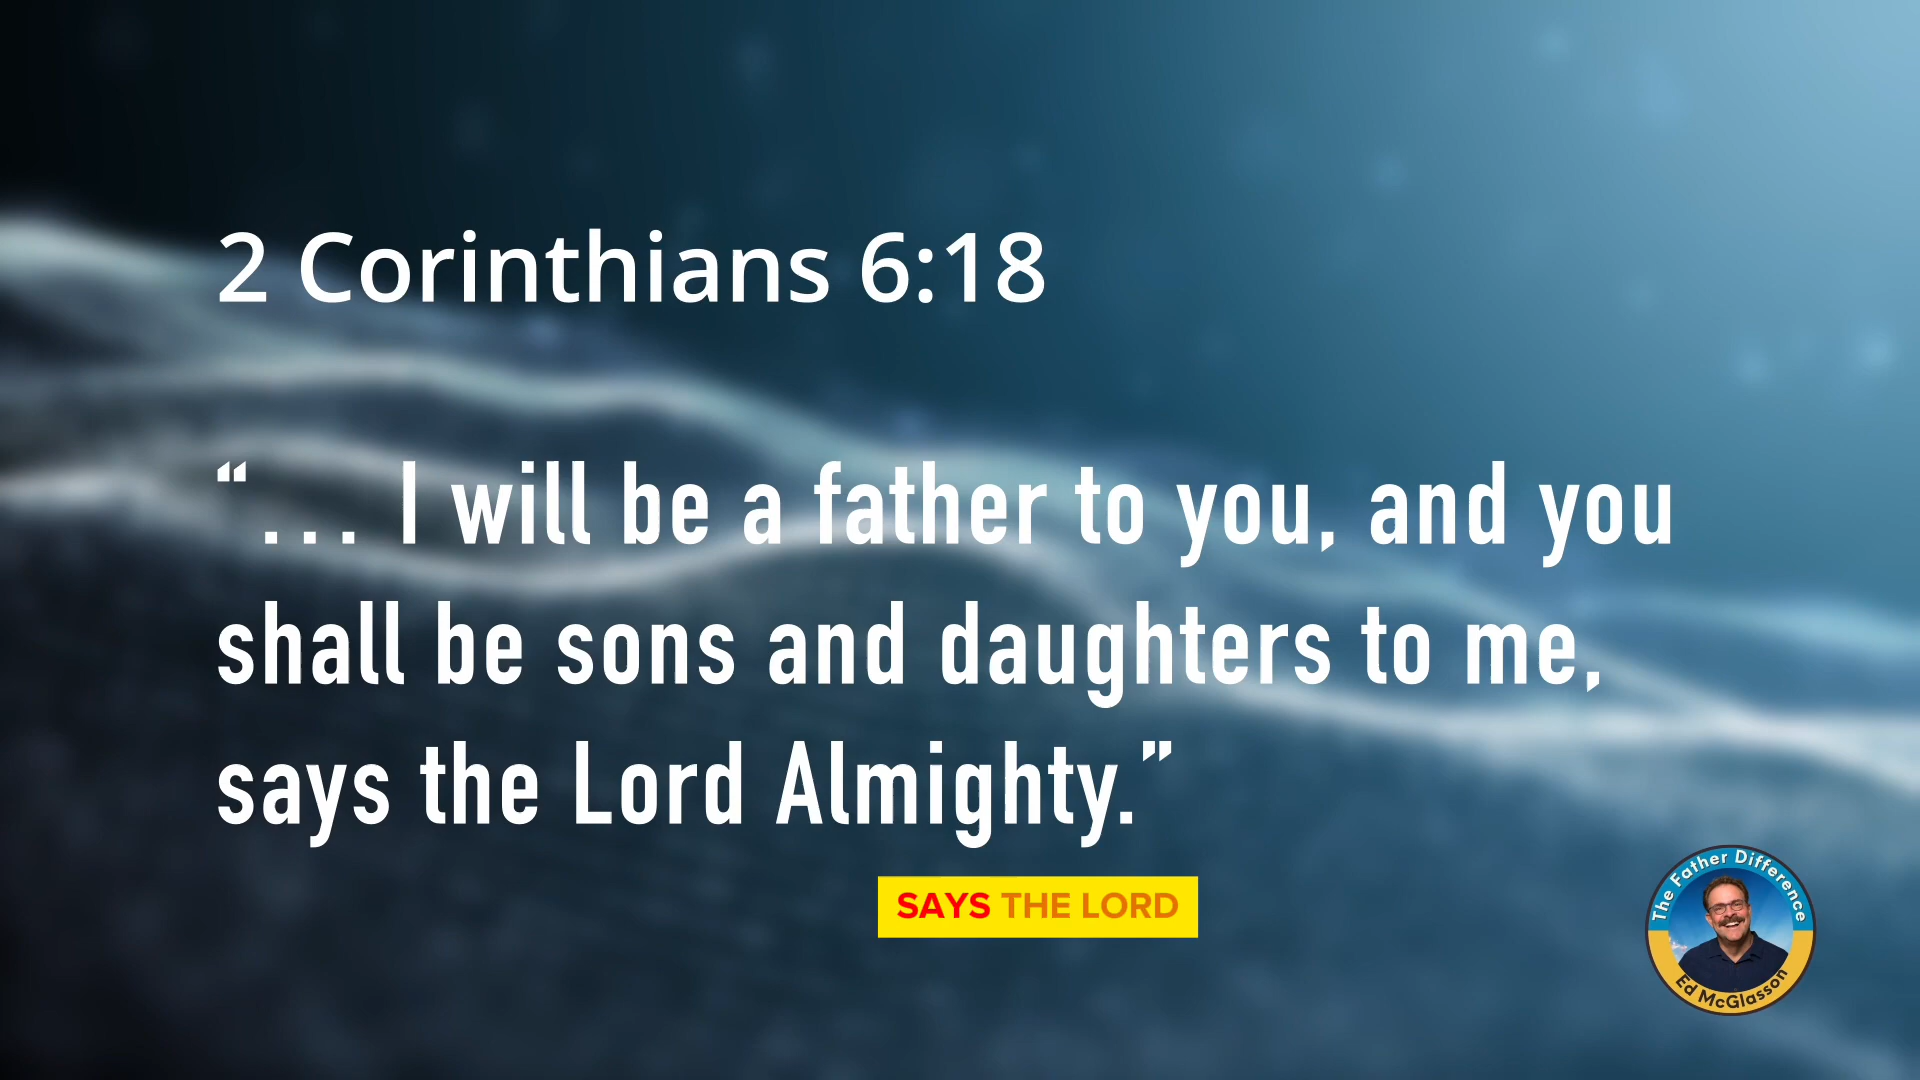 2 Corinthians 6:18
“... I will be a father to you, and you
shall be sons and daughters to me,
says the Lord Almighty.”
SAYS THE LORD
The Father Difference
Ed McGlasson